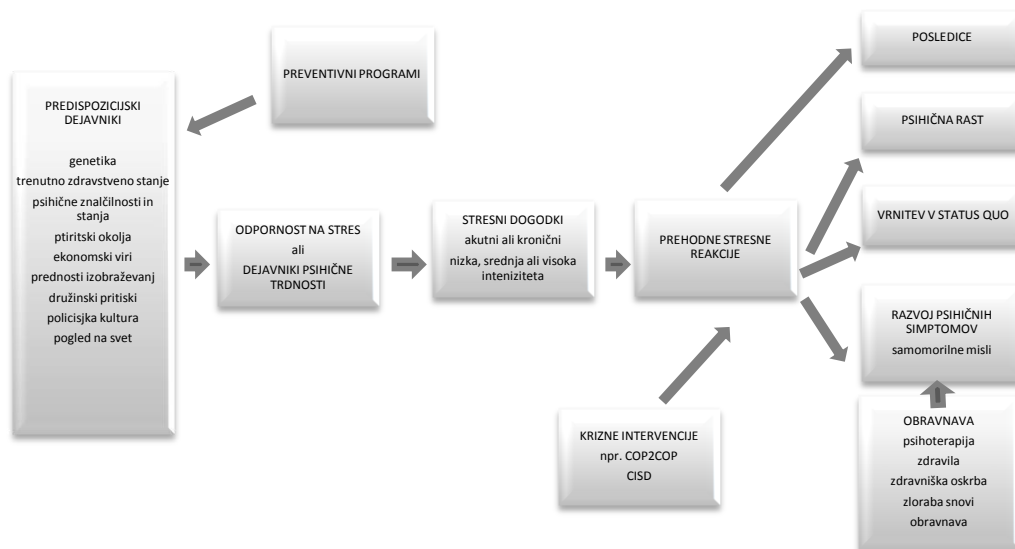 PREDISPOZICIJSKI
DEJAVNIKI
genetika
trenutno zdravstveno stanje
psihične znalčilnosti in
stanja
ptiritski okolja
ekonomski viri
prednosti izobraževanj
družinski pritiski
policisjka kultura
pogled na svet
PREVENTIVNI PROGRAMI
ODPORNOST NA STRES
ali
DEJAVNIKI PSIHIČNE
TRDNOSTI
STRESNI DOGODKI
akutni ali kronični
nizka, srednja ali visoka
inteniziteta
PREHODNE STRESNE
REAKCIJE
KRIZNE INTERVENCIJE
npr. COP2COP
CISD
POSLEDICE
PSIHIČNA RAST
VRNITEV V STATUS QUO
RAZVOJ PSIHIČNIH
SIMPTOMOV
samomorilne misli
OBRAVNAVA
psihoterapija
zdravila
zdravniška oskrba
zloraba snovi
obravnava